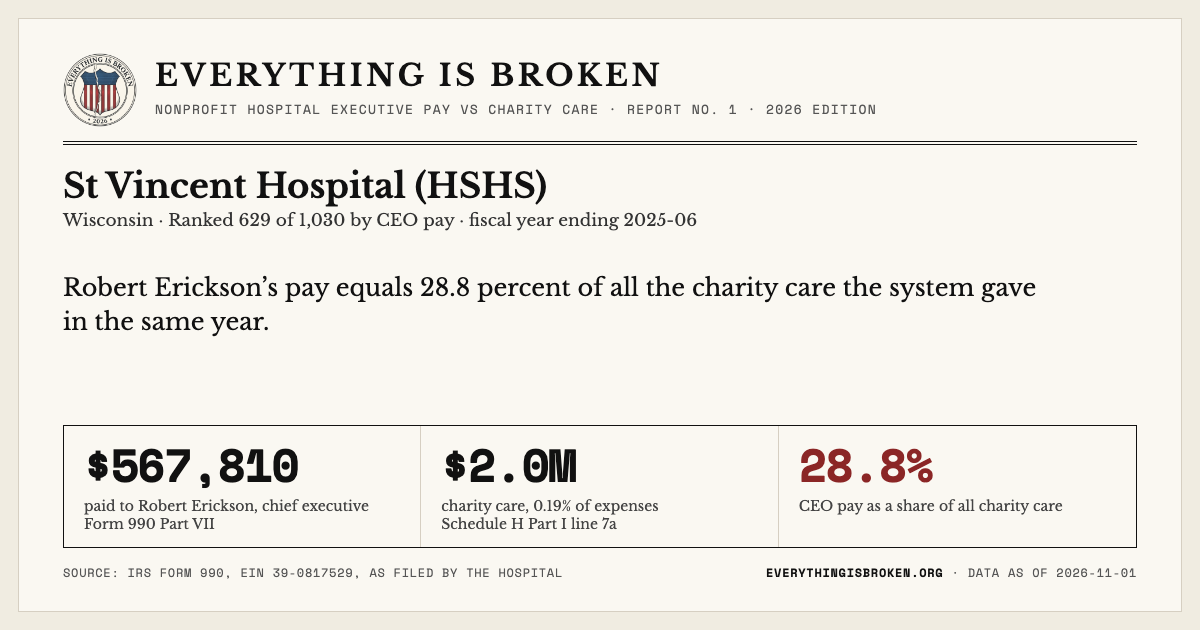 EVERYTHING IS BROKEN
2026
EVERYTHING IS BROKEN
NONPROFIT HOSPITAL EXECUTIVE PAY VS CHARITY CARE · REPORT NO. 1 · 2026 EDITION
St Vincent Hospital (HSHS)
Wisconsin · Ranked 629 of 1,030 by CEO pay · fiscal year ending 2025-06
Robert Erickson’s pay equals 28.8 percent of all the charity care the system gave
in the same year.
$567,810
paid to Robert Erickson, chief executive
Form 990 Part VII
$2.0M
charity care, 0.19% of expenses
Schedule H Part I line 7a
28.8%
CEO pay as a share of all charity care
SOURCE: IRS FORM 990, EIN 39-0817529, AS FILED BY THE HOSPITAL
EVERYTHINGISBROKEN.ORG · DATA AS OF 2026-11-01